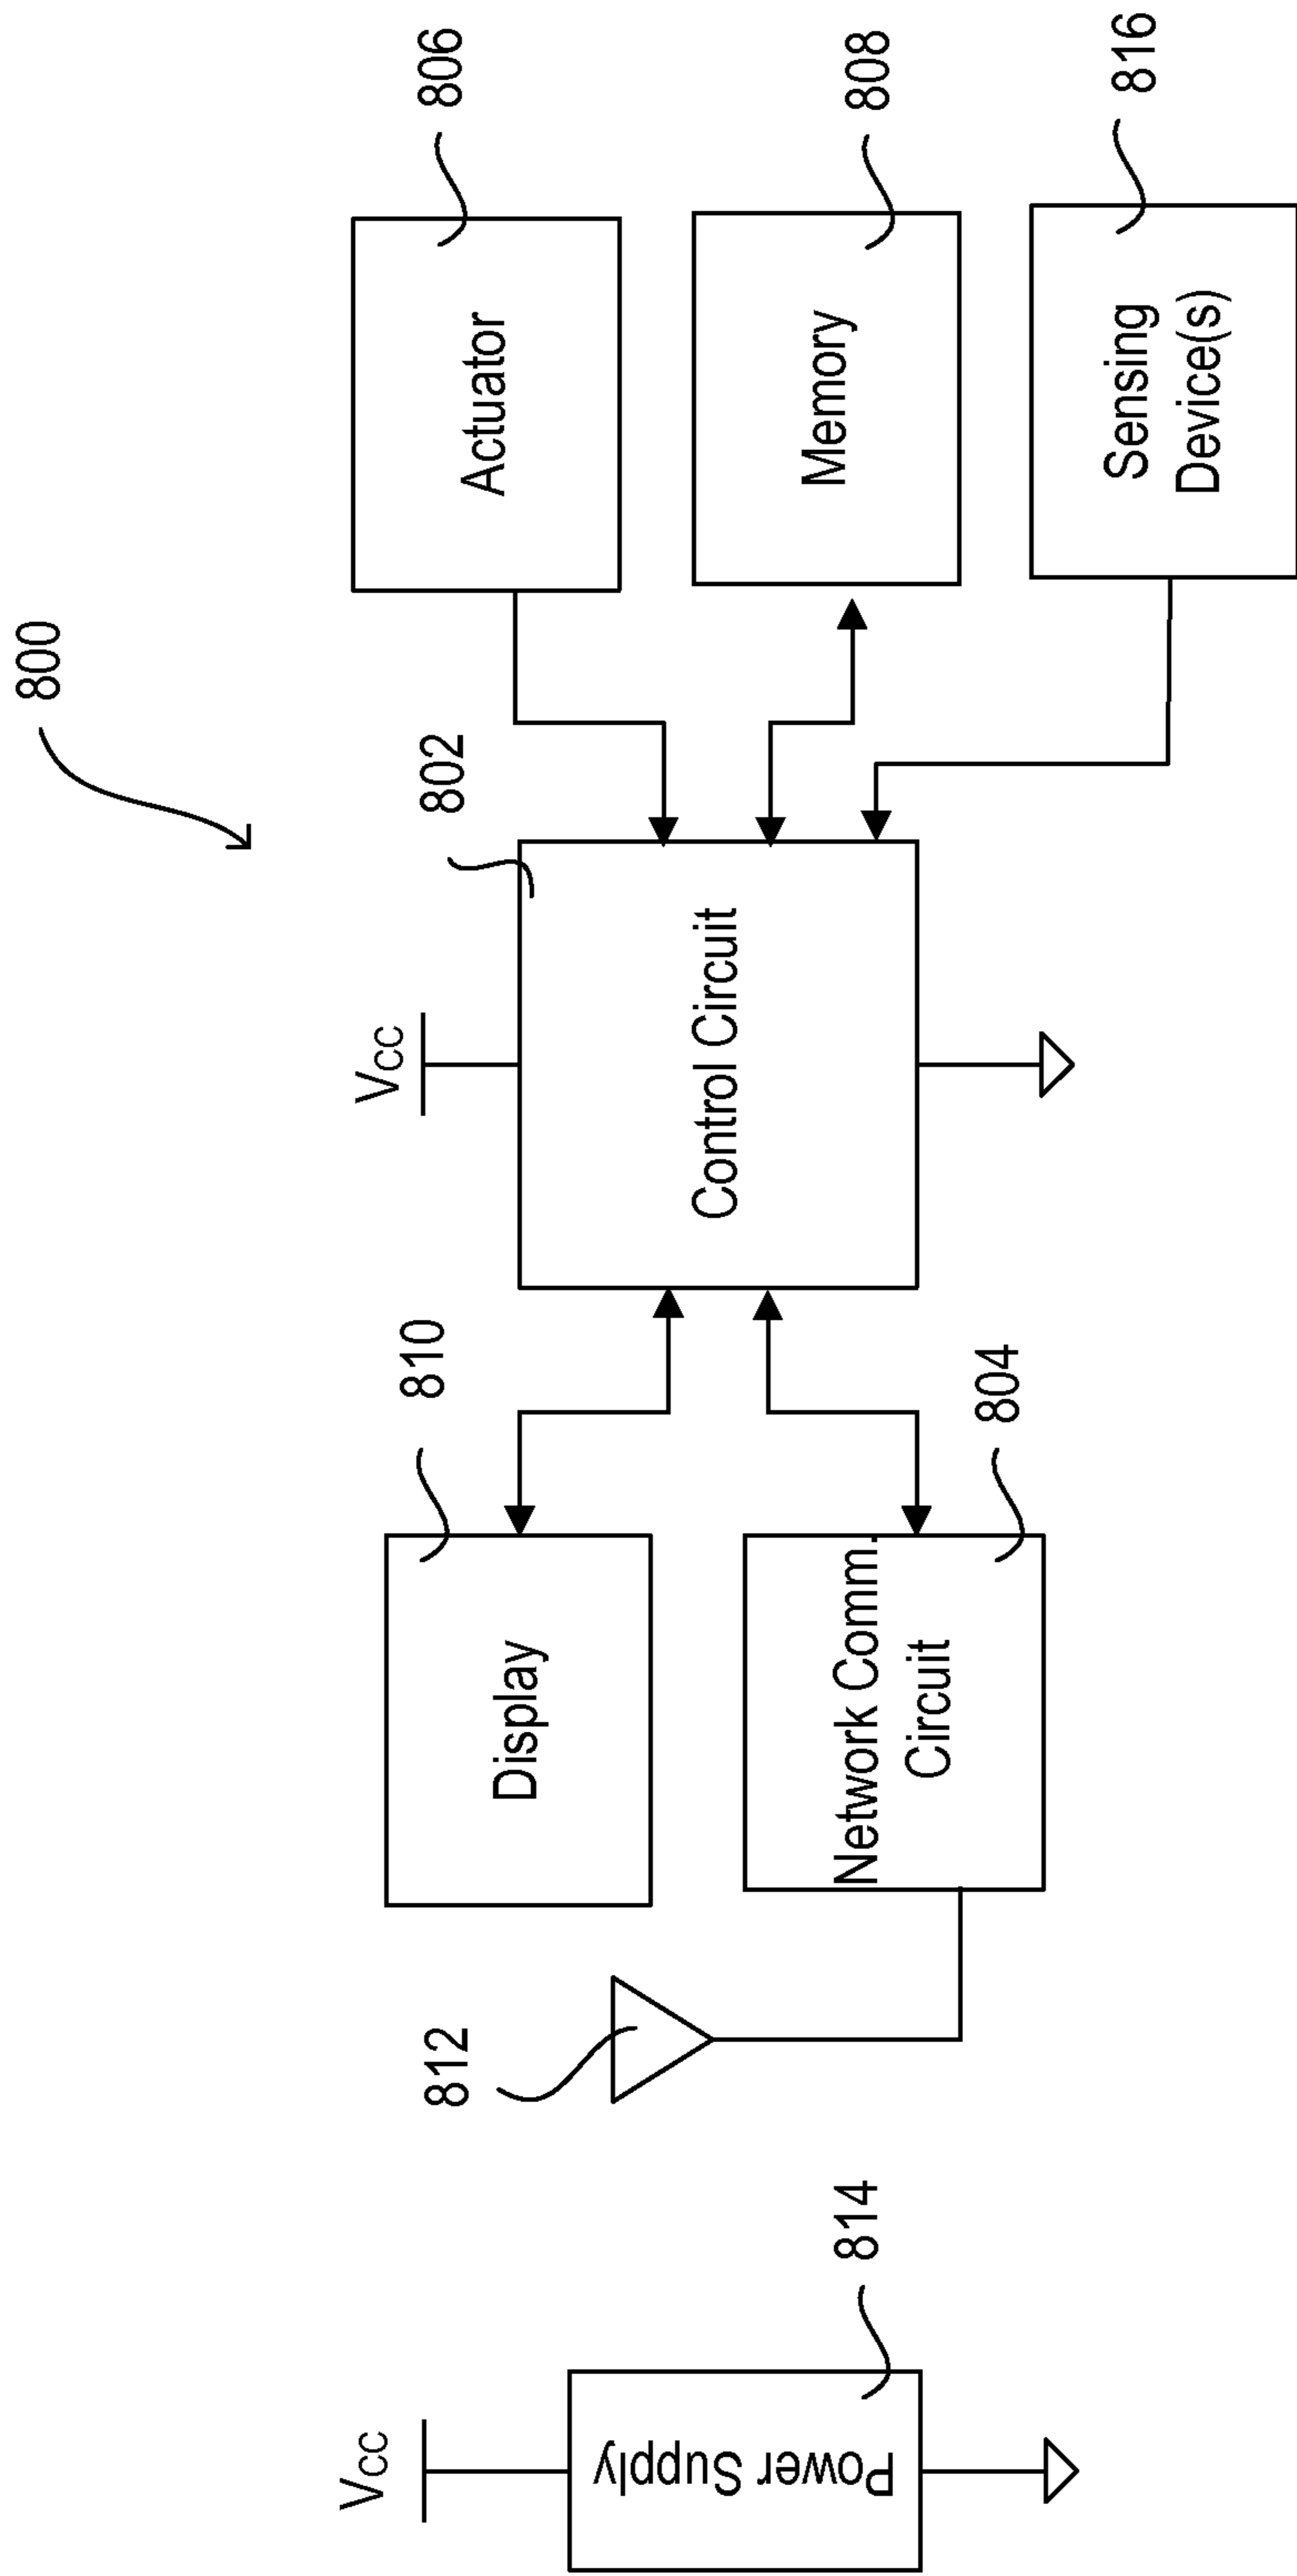 800
VCC
814
Power Supply
812
810
Display
804
Network Comm.
Circuit
VCC
802
Control Circuit
806
Actuator
808
Memory
816
Sensing
Device(s)